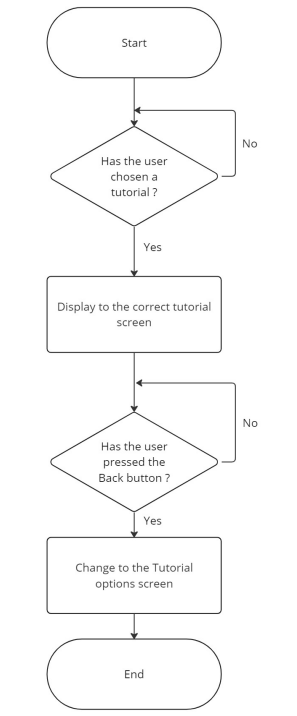 Start
No
Has the user
chosen a
tutorial ?
Yes
Display to the correct tutorial
screen
No
Has the user
pressed the
Back button ?
Yes
Change to the Tutorial
options screen
End